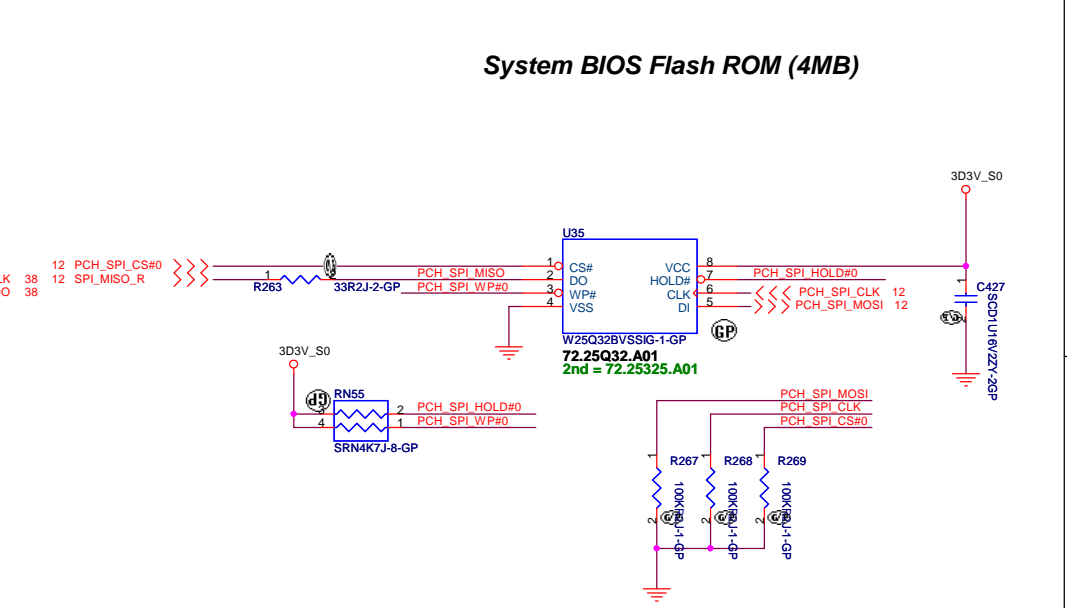 System BIOS Flash ROM (4MB)
3D3V_S0
U35
12 PCH_SPI_CS#0
LK 38 12 SPI_MISO_R
O 38
1
R263
33R2J-2-GP
PCH_SPI_MISO
PCH_SPI_WP#0
1 CS#
2 DO
3 WP#
4 VSS
VCC 8
HOLD# 7
CLK 6
DI 5
PCH_SPI_HOLD#0
PCH_SPI_CLK 12
PCH_SPI_MOSI 12
GP
W25Q32BVSSIG-1-GP
72.25Q32.A01
2nd = 72.25325.A01
1
C427
SCD1U16V2ZY-2GP
3D3V_S0
RN55
3
4
2 PCH_SPI_HOLD#0
1 PCH_SPI_WP#0
SRN4K7J-8-GP
PCH_SPI_MOSI
PCH_SPI_CLK
PCH_SPI_CS#0
1 R267
1 R268
1 R269
2
2
2